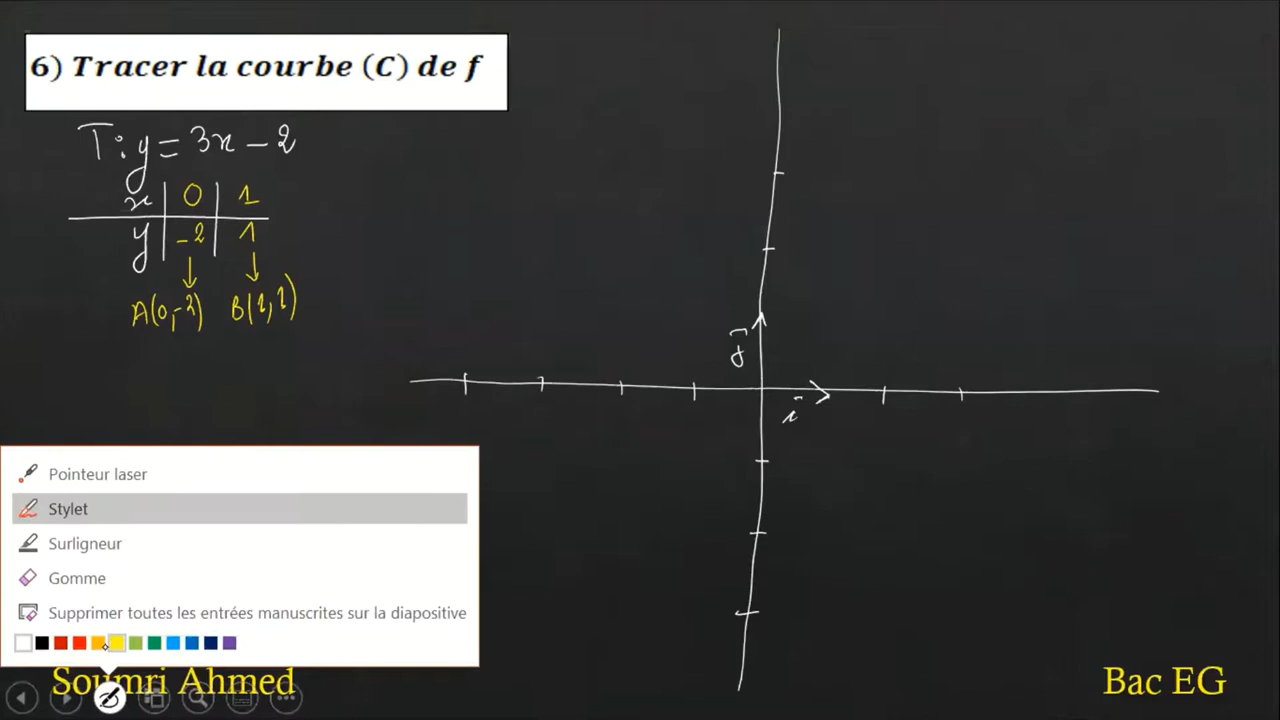 6) Tracer la courbe (C) de f
T: y = 3x - 2
x | 0 | 1
y | -2 | 1
A(0,-2) B(1,1)
j
i
Pointeur laser
Stylet
Surligneur
Gomme
Supprimer toutes les entrées manuscrites sur la diapositive
Soumri Ahmed
Bac EG